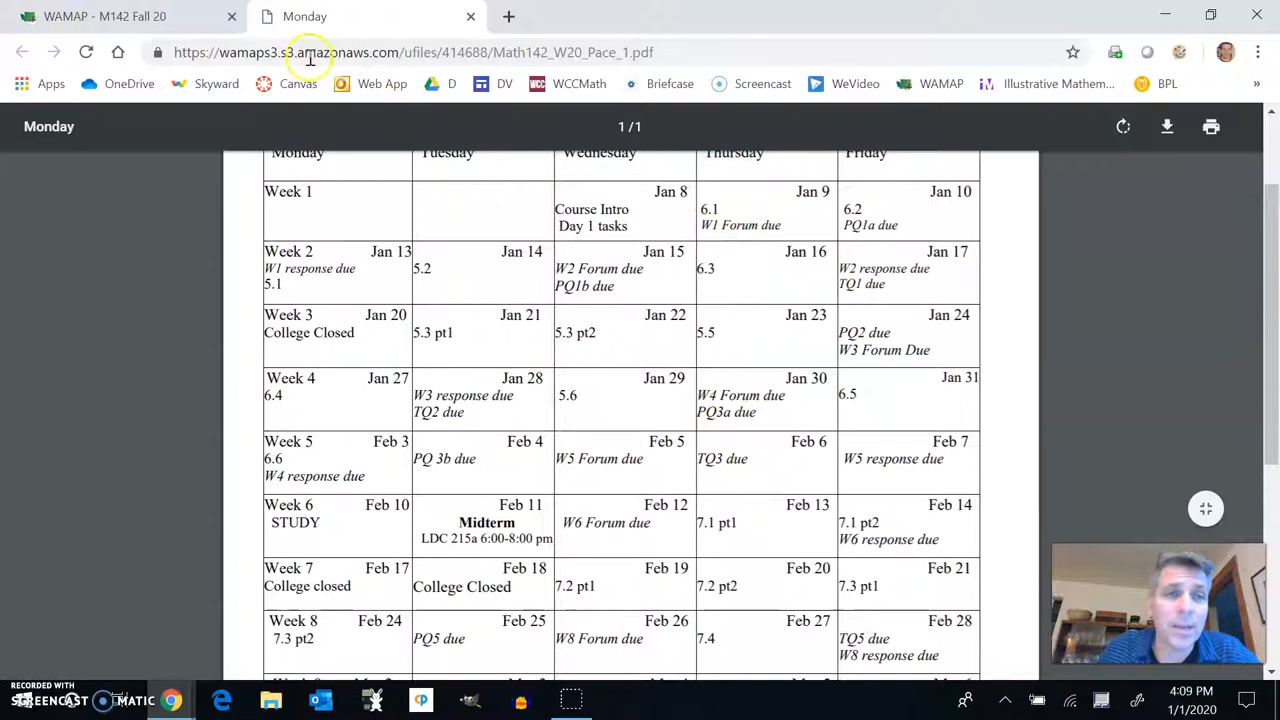 WAMAP - M142 Fall 20
Monday
https://wamaps3.s3.amazonaws.com/ufiles/414688/Math142_W20_Pace_1.pdf
Apps OneDrive Skyward Canvas Web App D DV WCCMath Briefcase Screencast WeVideo WAMAP Illustrative Mathem... BPL »
Monday 1 / 1
Monday Tuesday Wednesday Thursday Friday
Week 1 Jan 8 Jan 9 Jan 10
Course Intro 6.1 6.2
Day 1 tasks W1 Forum due PQ1a due
Week 2 Jan 13 Jan 14 Jan 15 Jan 16 Jan 17
W1 response due 5.2 W2 Forum due 6.3 W2 response due
5.1 PQ1b due TQ1 due
Week 3 Jan 20 Jan 21 Jan 22 Jan 23 Jan 24
College Closed 5.3 pt1 5.3 pt2 5.5 PQ2 due
W3 Forum Due
Week 4 Jan 27 Jan 28 Jan 29 Jan 30 Jan 31
6.4 W3 response due 5.6 W4 Forum due 6.5
TQ2 due PQ3a due
Week 5 Feb 3 Feb 4 Feb 5 Feb 6 Feb 7
6.6 PQ 3b due W5 Forum due TQ3 due W5 response due
W4 response due
Week 6 Feb 10 Feb 11 Feb 12 Feb 13 Feb 14
STUDY Midterm W6 Forum due 7.1 pt1 7.1 pt2
LDC 215a 6:00-8:00 pm W6 response due
Week 7 Feb 17 Feb 18 Feb 19 Feb 20 Feb 21
College closed College Closed 7.2 pt1 7.2 pt2 7.3 pt1
Week 8 Feb 24 Feb 25 Feb 26 Feb 27 Feb 28
7.3 pt2 PQ5 due W8 Forum due 7.4 TQ5 due
W8 response due
RECORDED WITH
SCREENCAST MATIC
4:09 PM
1/1/2020